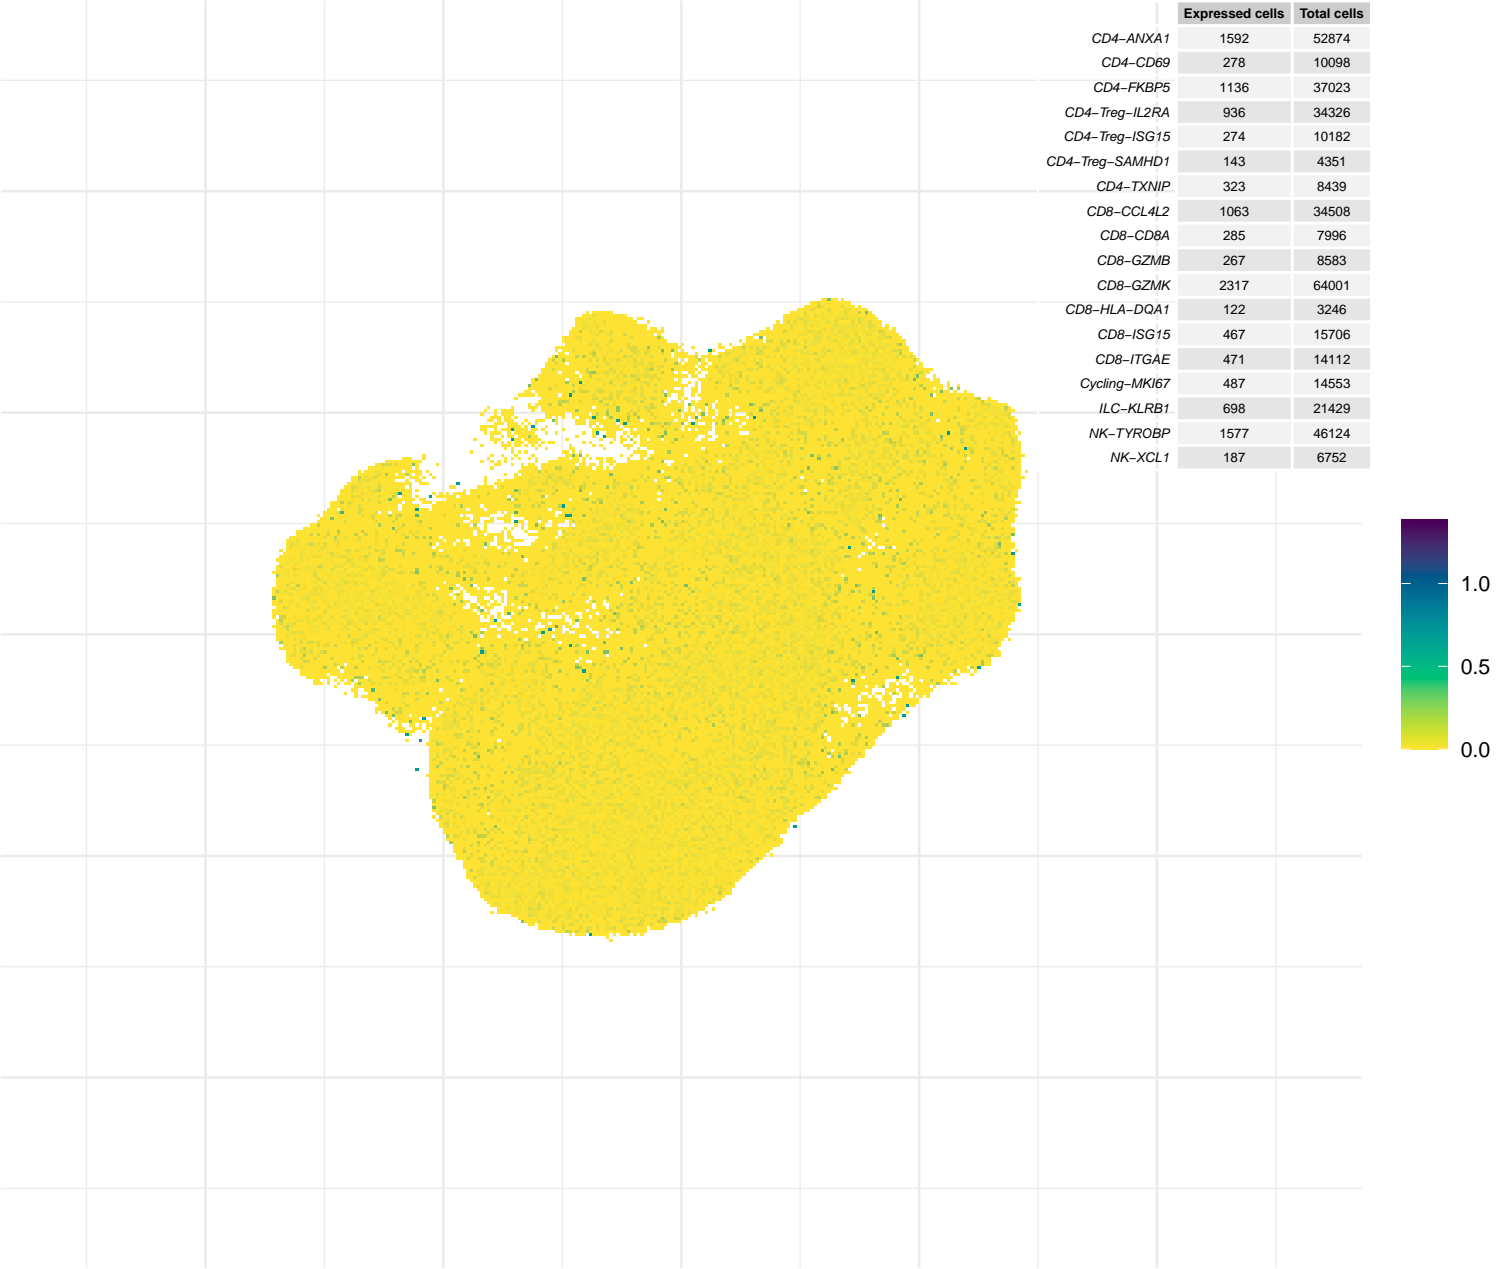 Expressed cells Total cells
CD4−ANXA1 1592 52874
CD4−CD69 278 10098
CD4−FKBP5 1136 37023
CD4−Treg−IL2RA 936 34326
CD4−Treg−ISG15 274 10182
CD4−Treg−SAMHD1 143 4351
CD4−TXNIP 323 8439
CD8−CCL4L2 1063 34508
CD8−CD8A 285 7996
CD8−GZMB 267 8583
CD8−GZMK 2317 64001
CD8−HLA−DQA1 122 3246
CD8−ISG15 467 15706
CD8−ITGAE 471 14112
Cycling−MKI67 487 14553
ILC−KLRB1 698 21429
NK−TYROBP 1577 46124
NK−XCL1 187 6752
1.0
0.5
0.0